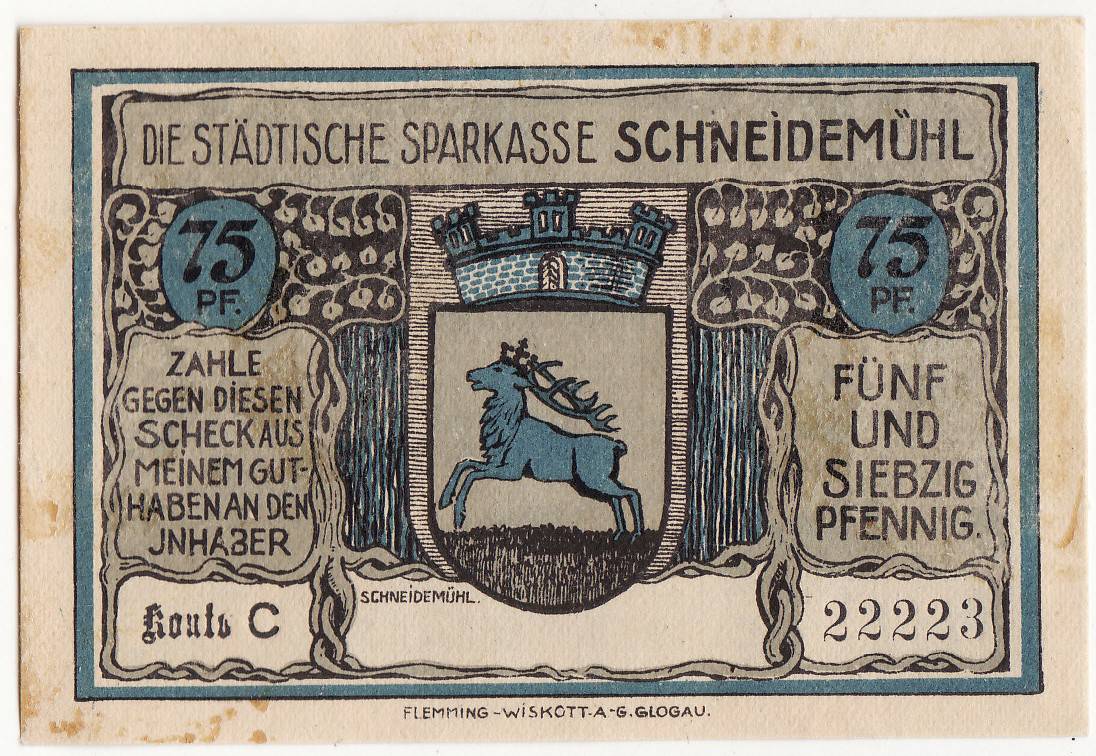 DIE STÄDTISCHE SPARKASSE SCHNEIDEMÜHL
75
PF.
75
PF.
ZAHLE
GEGEN DIESEN
SCHECK AUS
MEINEM GUT-
HABEN AN DEN
JNHABER
FÜNF
UND
SIEBZIG
PFENNIG.
SCHNEIDEMÜHL.
Konto C
22223
FLEMMING-WISKOTT-A-G.GLOGAU.